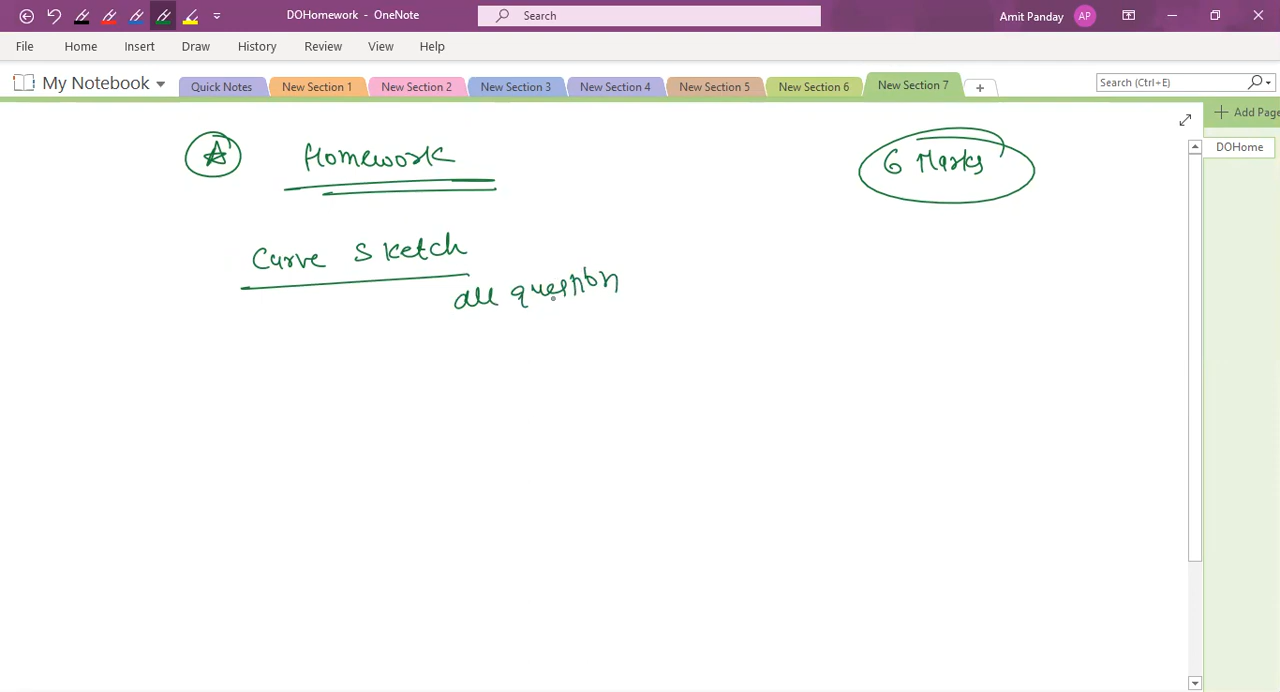 DOHomework - OneNote
Search
Amit Panday
AP
File Home Insert Draw History Review View Help
My Notebook
Quick Notes
New Section 1
New Section 2
New Section 3
New Section 4
New Section 5
New Section 6
New Section 7
+
Search (Ctrl+E)
Add Page
DOHome
A Homework
6 Marks
Curve Sketch
all question